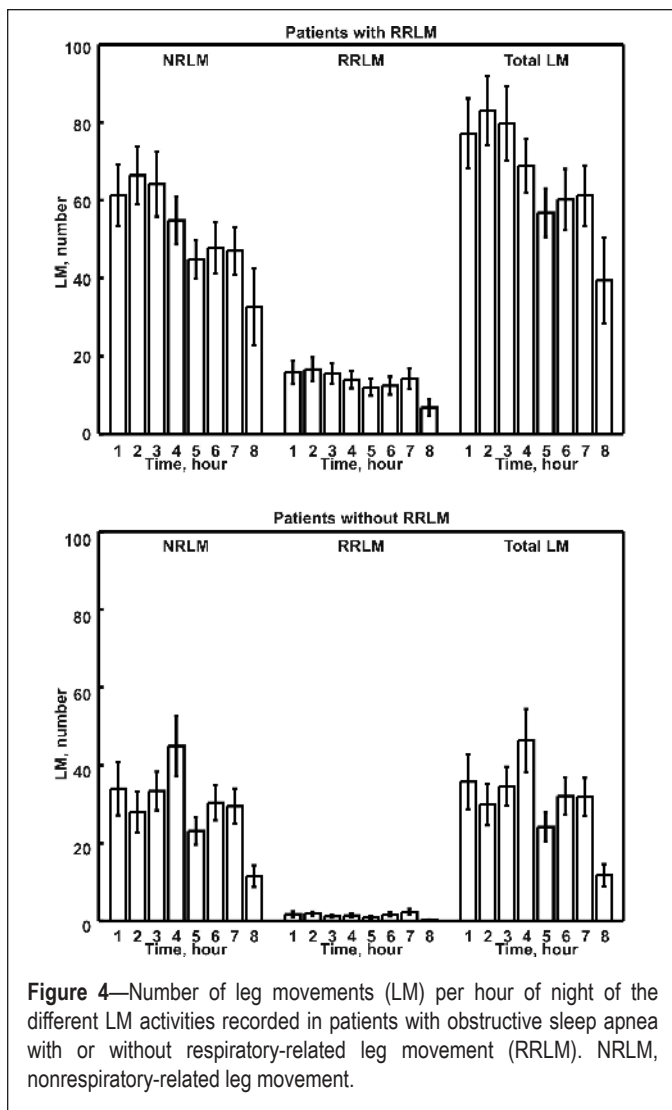 Patients with RRLM
NRLM RRLM Total LM
100
80
60
40
20
0
LM, number
1 2 3 4 5 6 7 8 1 2 3 4 5 6 7 8 1 2 3 4 5 6 7 8
Time, hour Time, hour Time, hour
Patients without RRLM
NRLM RRLM Total LM
100
80
60
40
20
0
LM, number
1 2 3 4 5 6 7 8 1 2 3 4 5 6 7 8 1 2 3 4 5 6 7 8
Time, hour Time, hour Time, hour
Figure 4—Number of leg movements (LM) per hour of night of the
different LM activities recorded in patients with obstructive sleep apnea
with or without respiratory-related leg movement (RRLM). NRLM,
nonrespiratory-related leg movement.